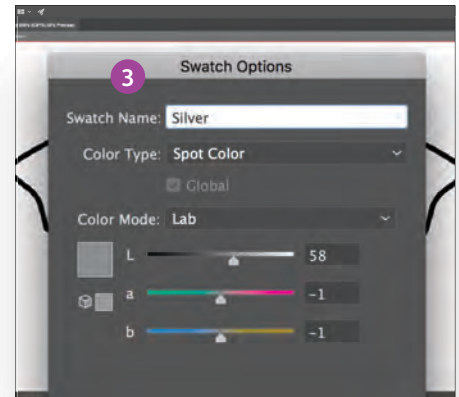 3
Swatch Options
Swatch Name: Silver
Color Type: Spot Color
Global
Color Mode: Lab
L 58
a -1
b -1